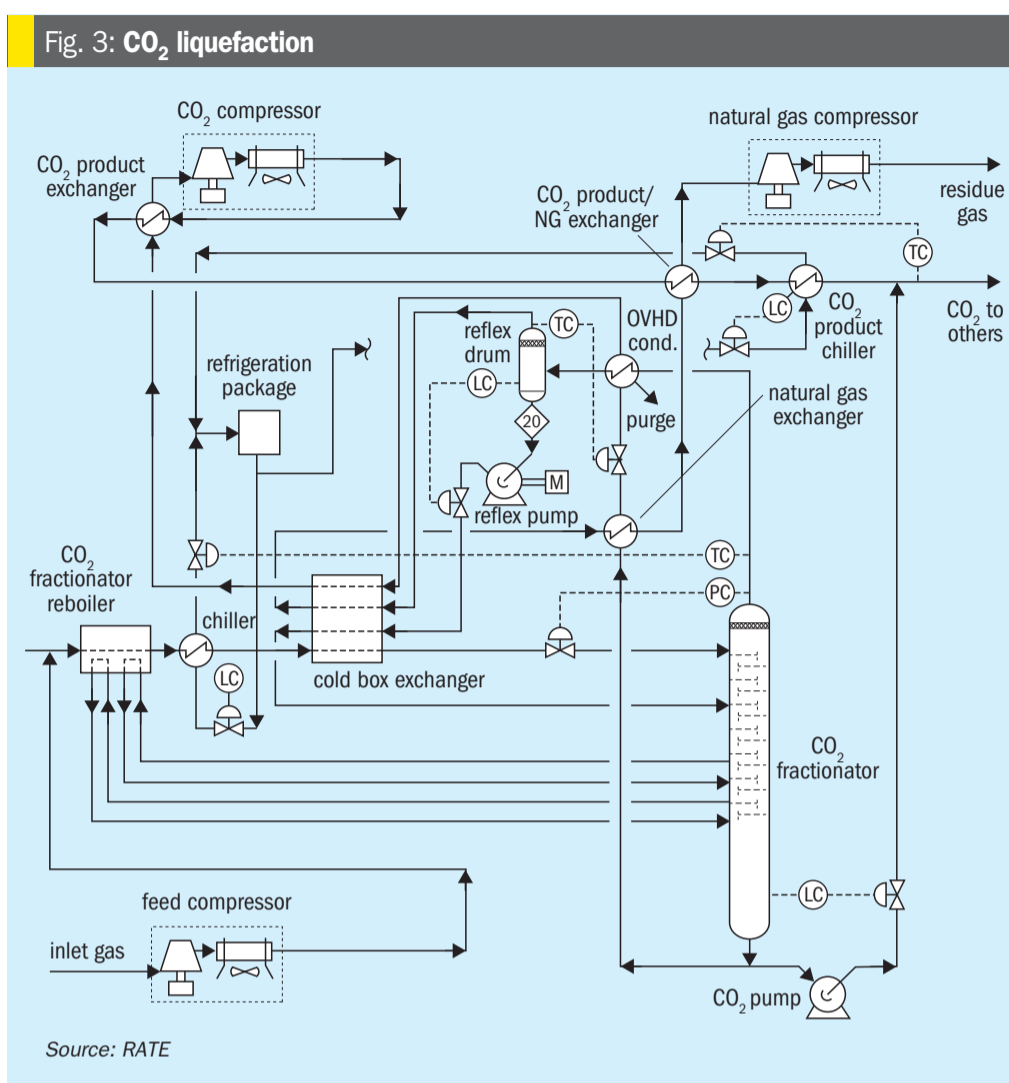 Fig. 3: CO₂ liquefaction
CO₂ compressor
natural gas compressor
CO₂ product
exchanger
CO₂ product/
NG exchanger
residue
gas
TC
CO₂ to
others
LC
CO₂
product
chiller
OVHD
cond.
TC
reflex
drum
LC
refrigeration
package
purge
natural gas
exchanger
20
M
reflex pump
TC
PC
CO₂
fractionator
reboiler
chiller
LC
cold box exchanger
CO₂
fractionator
LC
feed compressor
inlet gas
CO₂ pump
Source: RATE